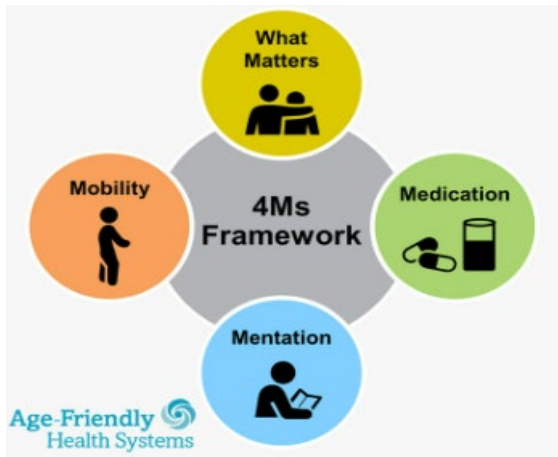 What
Matters
Mobility
4Ms
Framework
Medication
Mentation
Age-Friendly
Health Systems